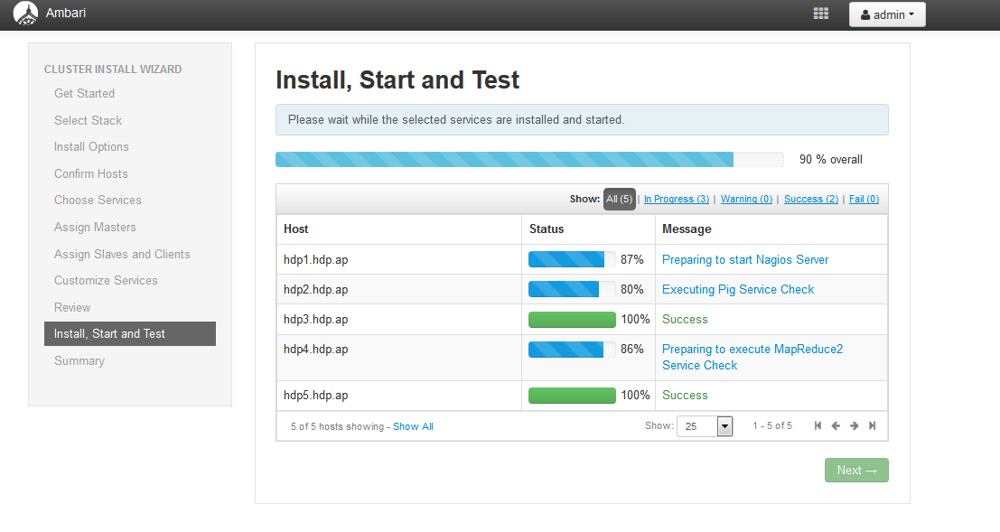 Ambari
admin
CLUSTER INSTALL WIZARD
Get Started
Select Stack
Install Options
Confirm Hosts
Choose Services
Assign Masters
Assign Slaves and Clients
Customize Services
Review
Install, Start and Test
Summary
Install, Start and Test
Please wait while the selected services are installed and started.
90 % overall
Show: All (5) | In Progress (3) | Warning (0) | Success (2) | Fail (0)
Host Status Message
hdp1.hdp.ap 87% Preparing to start Nagios Server
hdp2.hdp.ap 80% Executing Pig Service Check
hdp3.hdp.ap 100% Success
hdp4.hdp.ap 86% Preparing to execute MapReduce2
Service Check
hdp5.hdp.ap 100% Success
5 of 5 hosts showing - Show All Show: 25 1 - 5 of 5
Next →